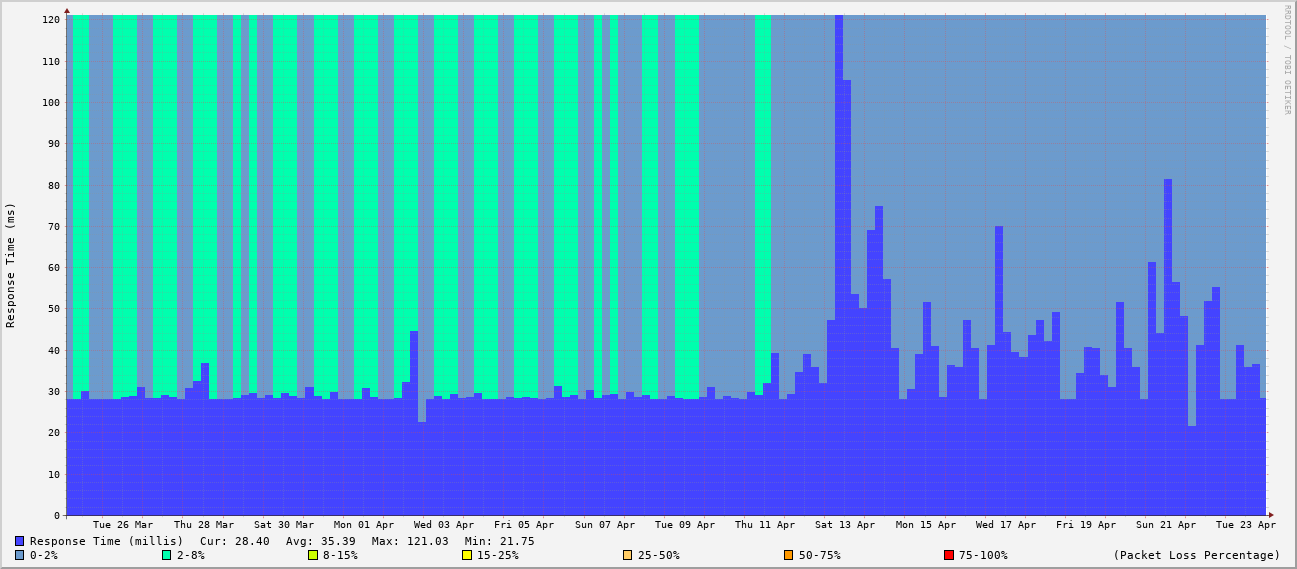 RRDTOOL / TOBI OETIKER
Response Time (ms)
120
110
100
90
80
70
60
50
40
30
20
10
0
Tue 26 Mar Thu 28 Mar Sat 30 Mar Mon 01 Apr Wed 03 Apr Fri 05 Apr Sun 07 Apr Tue 09 Apr Thu 11 Apr Sat 13 Apr Mon 15 Apr Wed 17 Apr Fri 19 Apr Sun 21 Apr Tue 23 Apr
Response Time (millis) Cur: 28.40 Avg: 35.39 Max: 121.03 Min: 21.75
0-2% 2-8% 8-15% 15-25% 25-50% 50-75% 75-100% (Packet Loss Percentage)